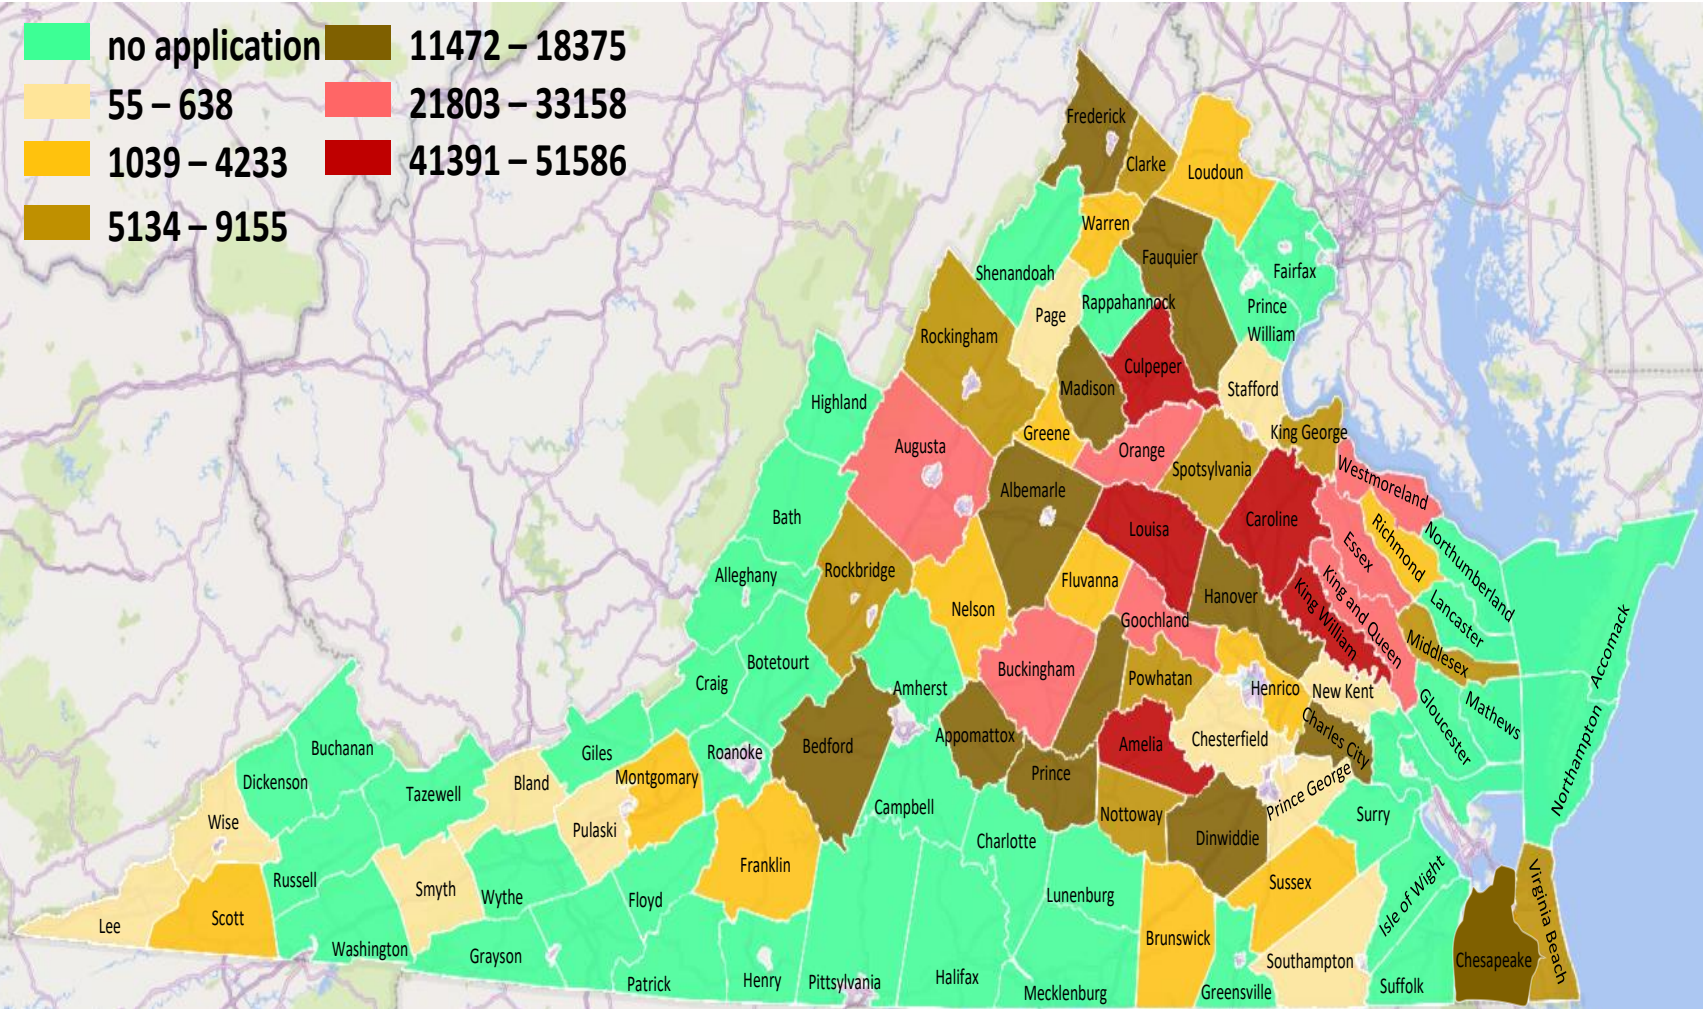 no application
11472 – 18375
55 – 638
21803 – 33158
1039 – 4233
41391 – 51586
5134 – 9155
Frederick
Clarke
Loudoun
Warren
Fauquier
Shenandoah
Fairfax
Rappahannock
Prince
William
Page
Rockingham
Culpeper
Madison
Stafford
Highland
Greene
King George
Augusta
Orange
Spotsylvania
Westmoreland
Albemarle
Bath
Louisa
Caroline
Richmond
Essex
Northumberland
Alleghany
Rockbridge
Fluvanna
Hanover
Nelson
Goochland
King William
King and Queen
Lancaster
Middlesex
Accomack
Botetourt
Craig
Buckingham
Powhatan
Amherst
Henrico
New Kent
Gloucester
Mathews
Northampton
Buchanan
Giles
Roanoke
Bedford
Appomattox
Amelia
Chesterfield
Charles City
Dickenson
Bland
Montgomary
Prince
Prince George
Tazewell
Campbell
Wise
Pulaski
Nottoway
Surry
Charlotte
Dinwiddie
Franklin
Russell
Smyth
Wythe
Floyd
Lunenburg
Sussex
Isle of Wight
Virginia Beach
Lee
Scott
Washington
Grayson
Brunswick
Southampton
Chesapeake
Patrick
Henry
Pittsylvania
Halifax
Mecklenburg
Greensville
Suffolk